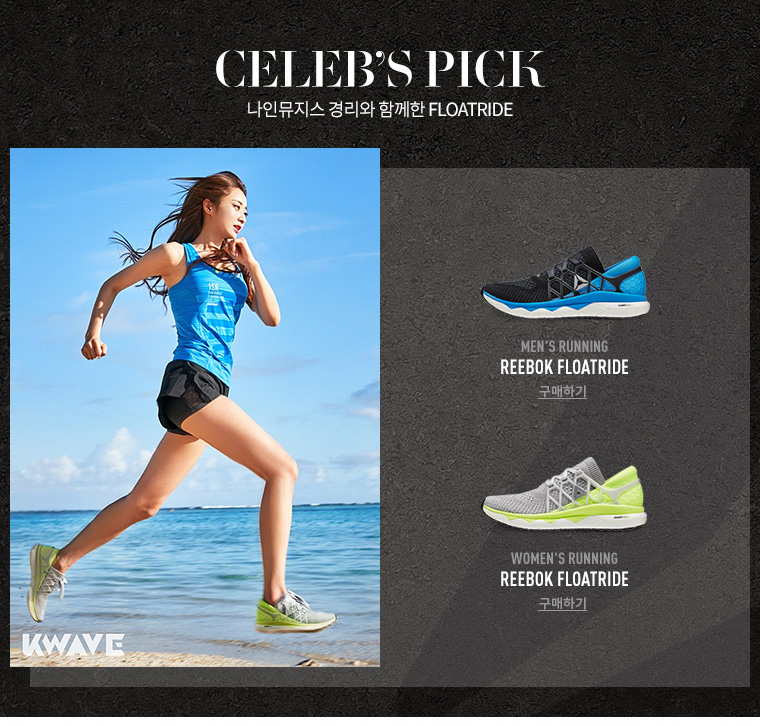 CELEB'S PICK
나인뮤지스 경리와 함께한 FLOATRIDE
MEN'S RUNNING
REEBOK FLOATRIDE
구매하기
WOMEN'S RUNNING
REEBOK FLOATRIDE
구매하기
KWAVE